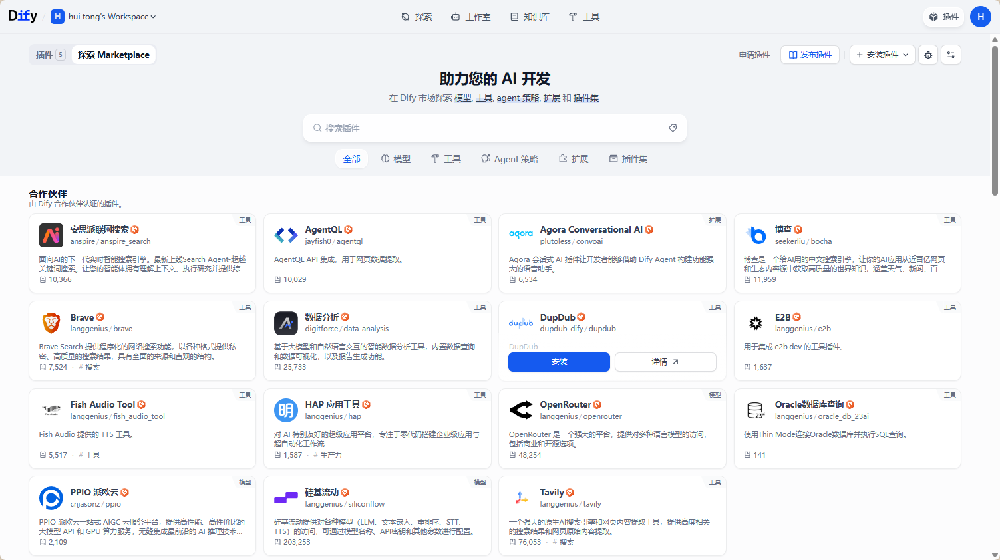 Dify / H hui tong's Workspace
探索 工作室 知识库 工具
插件 H
插件 5 探索 Marketplace
申请插件 发布插件 安装插件
助力您的 AI 开发
在 Dify 市场探索 模型, 工具, agent 策略, 扩展 和 插件集
搜索插件
全部 模型 工具 Agent 策略 扩展 插件集
合作伙伴
由 Dify 合作伙伴认证的插件。
工具
安思派联网搜索
anspire / anspire_search
面向AI的下一代实时智能搜索引擎。最新上线Search Agent-超越
关键词搜索。让您的智能体拥有理解上下文、执行研究并提供综...
10,366
工具
AgentQL
jayfish0 / agentql
AgentQL API 集成，用于网页数据提取。
10,029
扩展
agora
Agora Conversational AI
plutoless / convoai
Agora 会话式 AI 插件让开发者能够借助 Dify Agent 构建功能强
大的语音助手。
6,534
工具
博查
seekerliu / bocha
博查是一个给AI用的中文搜索引擎，让你的AI应用从近百亿网页
和生态内容源中获取高质量的世界知识，涵盖天气、新闻、百...
11,959
工具
Brave
langgenius / brave
Brave Search 提供程序化的网络搜索功能，以各种格式提供私
密、高质量的搜索结果，具有全面的来源和直观的结构。
7,524 · # 搜索
工具
数据分析
digitforce / data_analysis
基于大模型和自然语言交互的智能数据分析工具，内置数据查询
和数据可视化，以及报告生成功能。
25,733
工具
dupdub
DupDub
dupdub-dify / dupdub
DupDub
安装 详情
工具
E2B
langgenius / e2b
用于集成 e2b.dev 的工具插件。
1,637
工具
Fish Audio
Fish Audio Tool
langgenius / fish_audio_tool
Fish Audio 提供的 TTS 工具。
5,517 · # 工具
工具
明
HAP 应用工具
langgenius / hap
对 AI 特别友好的超级应用平台，专注于零代码搭建企业级应用与
超自动化工作流
1,587 · # 生产力
模型
OpenRouter
langgenius / openrouter
OpenRouter 是一个强大的平台，提供对多种语言模型的访问，
包括商业和开源选项。
48,254
工具
23
Oracle数据库查询
langgenius / oracle_db_23ai
使用Thin Mode连接Oracle数据库并执行SQL查询。
141
模型
PPIO 派欧云
cnjasonz / ppio
PPIO 派欧云一站式 AIGC 云服务平台，提供高性能、高性价比的
大模型 API 和 GPU 算力服务，无缝集成最前沿的 AI 推理技术...
2,109
模型
硅基流动
langgenius / siliconflow
硅基流动提供对各种模型（LLM、文本嵌入、重排序、STT、
TTS）的访问，可通过模型名称、API密钥和其他参数进行配置。
203,253
工具
Tavily
langgenius / tavily
一个强大的原生AI搜索引擎和网页内容提取工具，提供高度相关
的搜索结果和网页原始内容提取。
76,053 · # 搜索